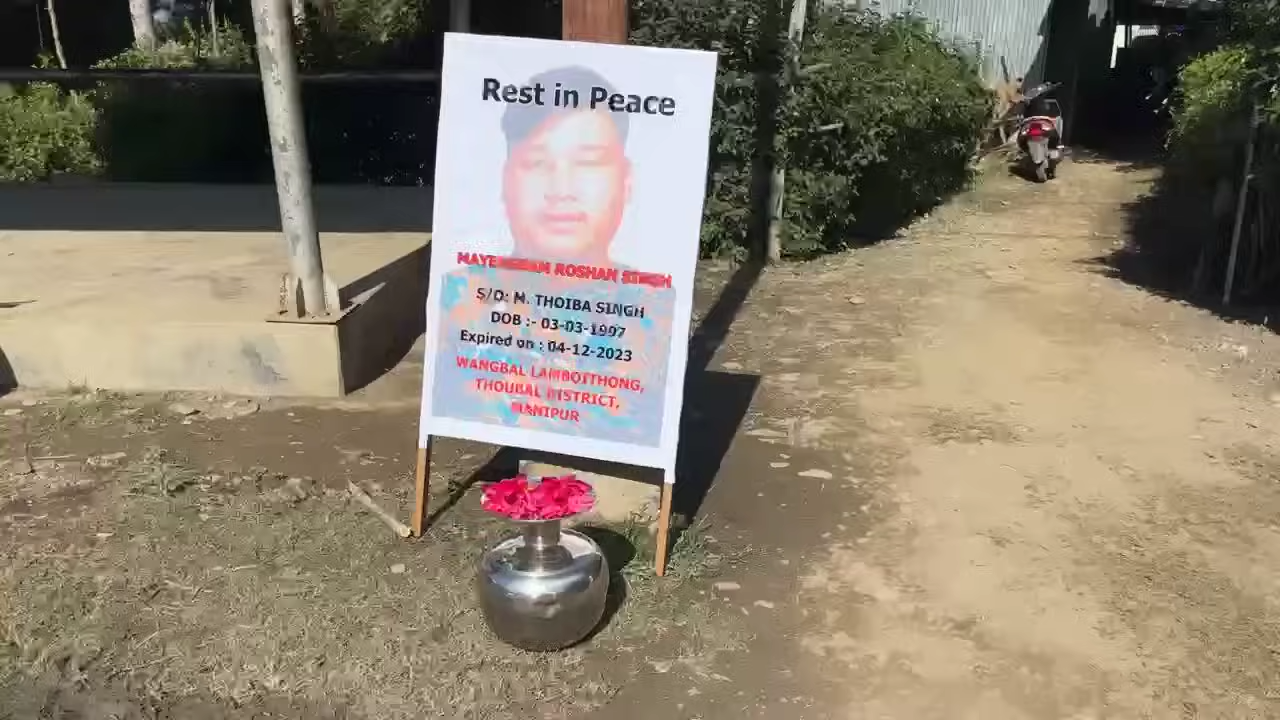 Rest in Peace
ROSHAN SINGH
S/O: M. THOIBA SINGH
DOB :- 03-03-1997
Expired on : 04-12-2023
WANGBAL LAMBOITHONG,
THOUBAL DISTRICT,
MANIPUR